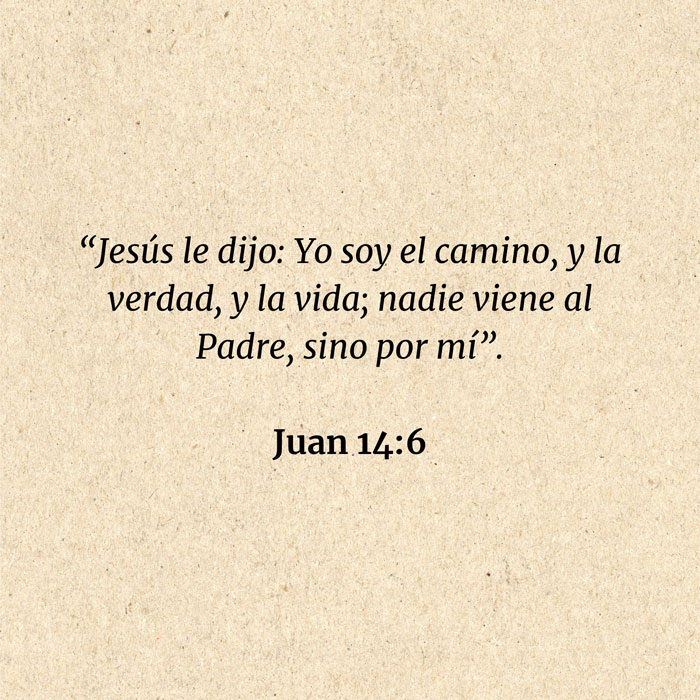 “Jesús le dijo: Yo soy el camino, y la
verdad, y la vida; nadie viene al
Padre, sino por mí”.
Juan 14:6